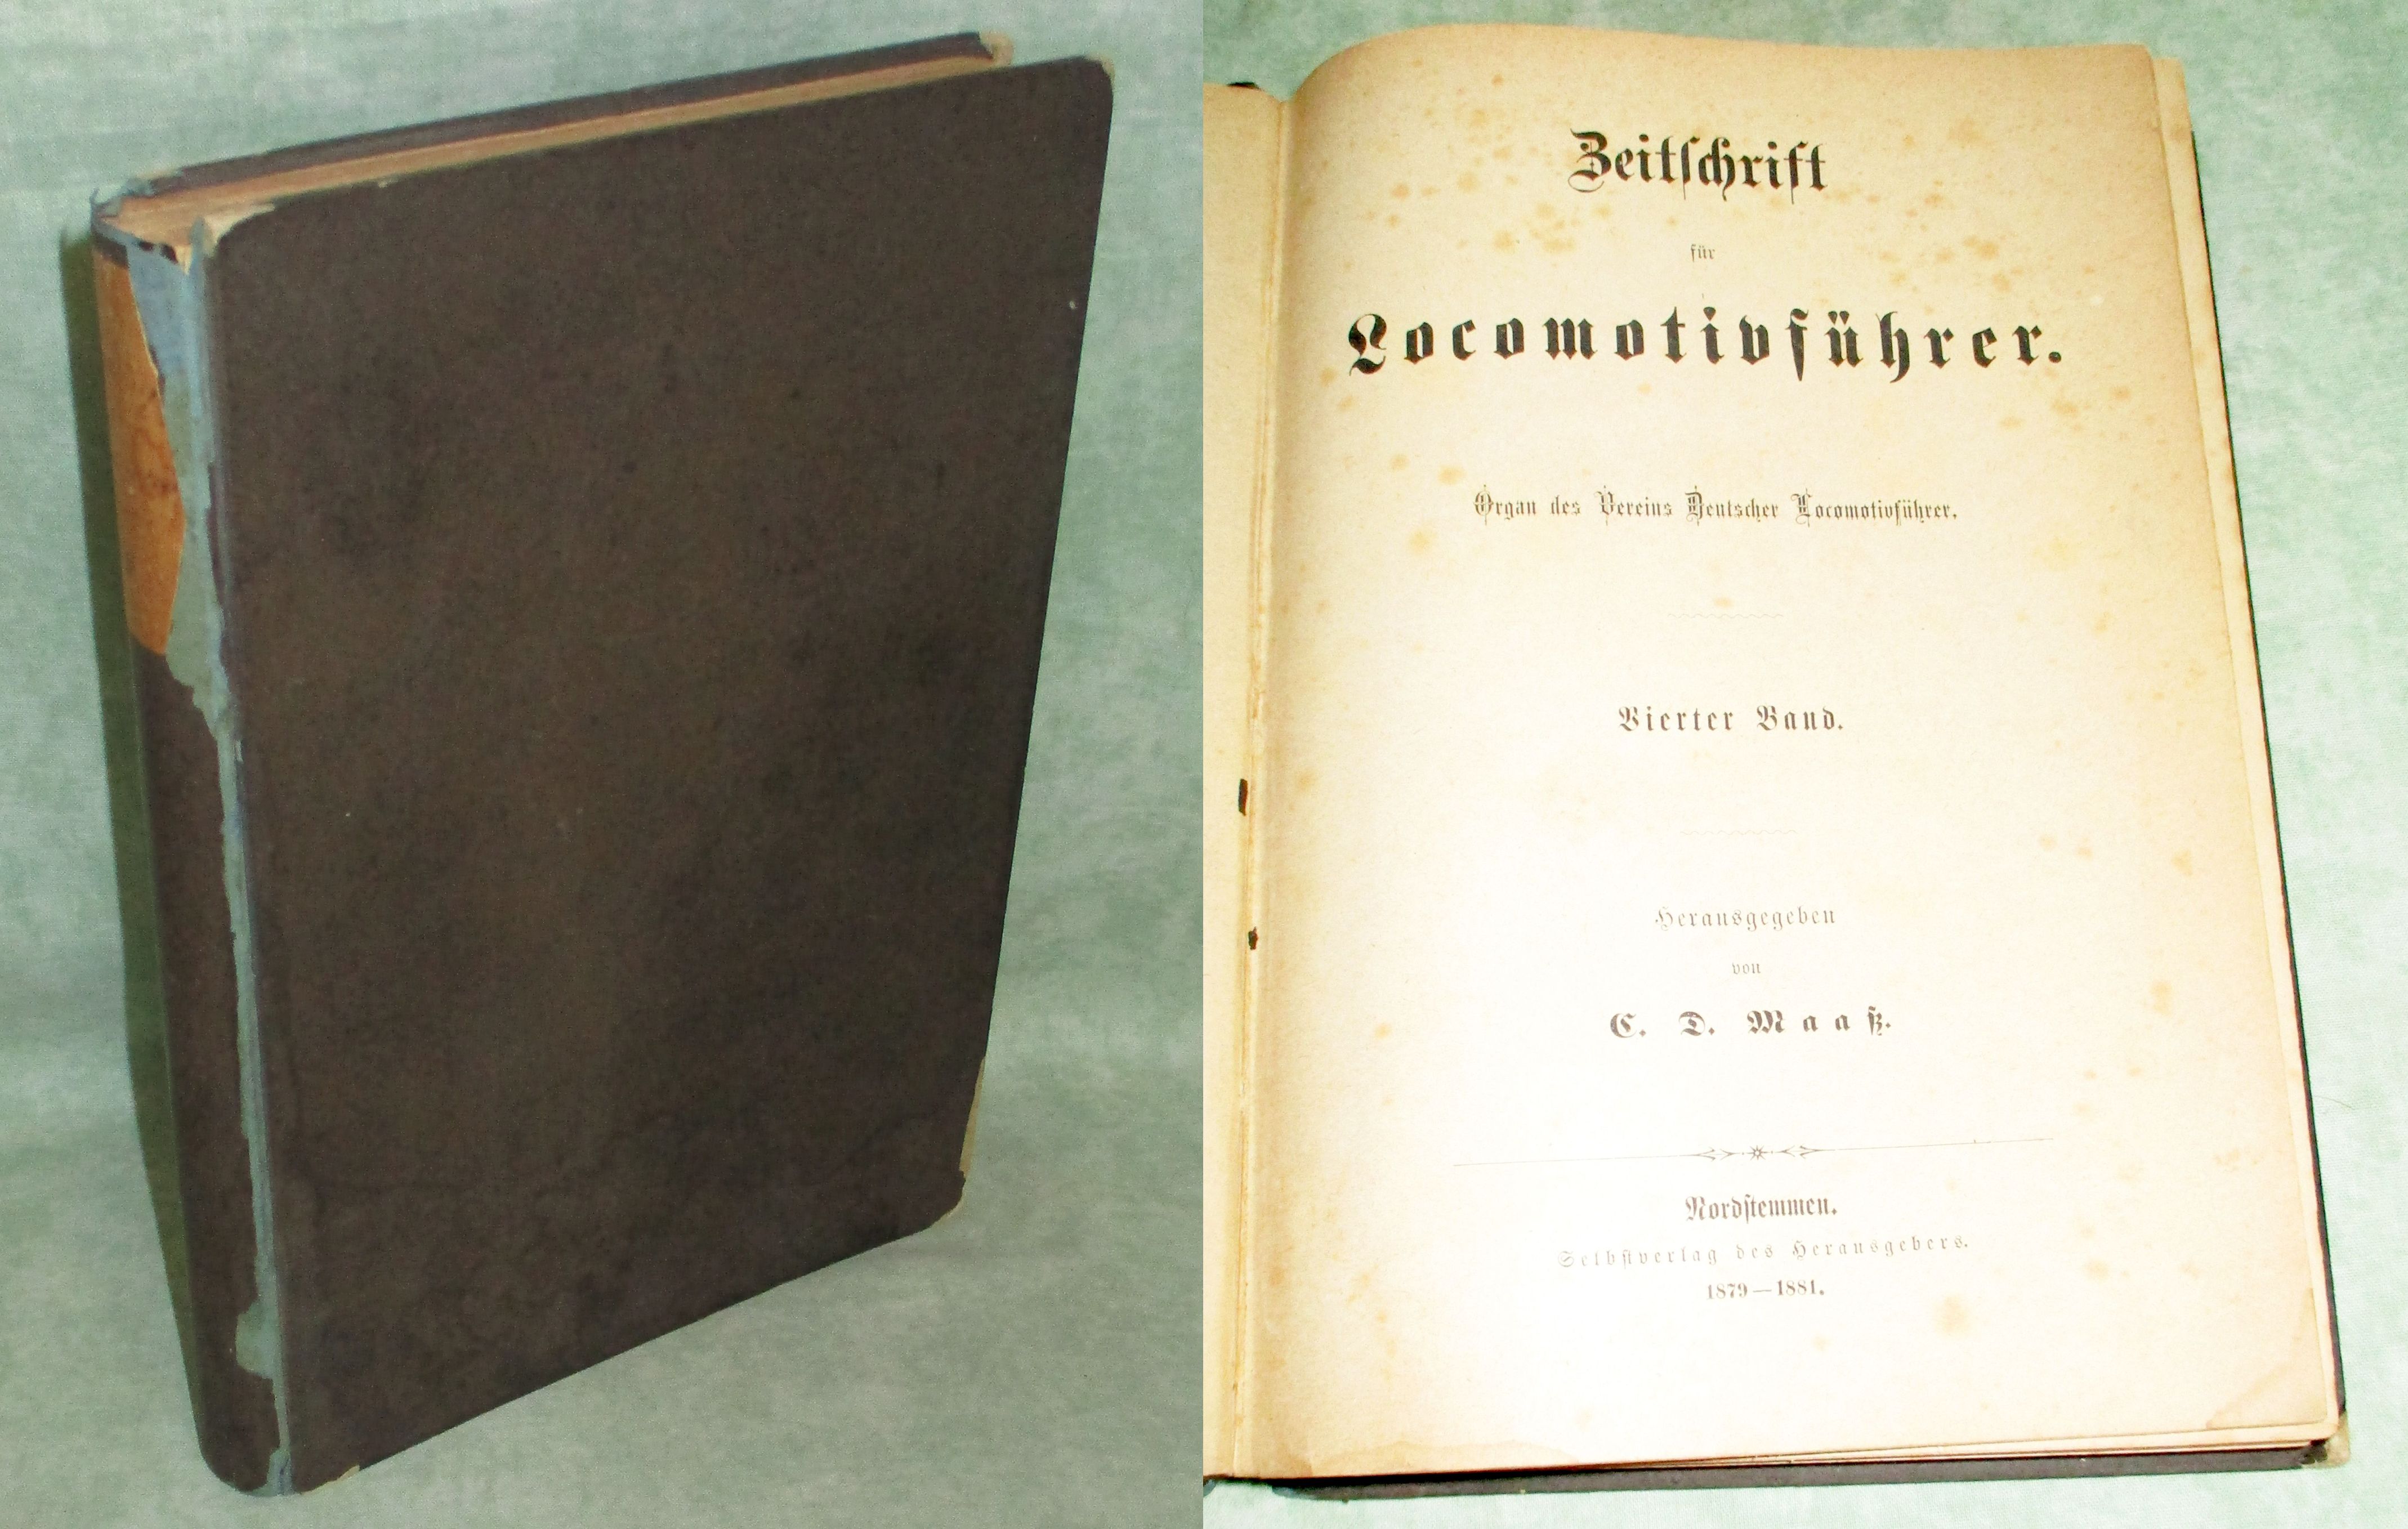 Zeitſchrift
für
Locomotivführer.
Organ des Vereins Deutscher Locomotivführer.
Vierter Band.
Herausgegeben
von
C. D. Maaß.
Nordſtemmen.
Selbſtverlag des Herausgebers.
1879—1881.